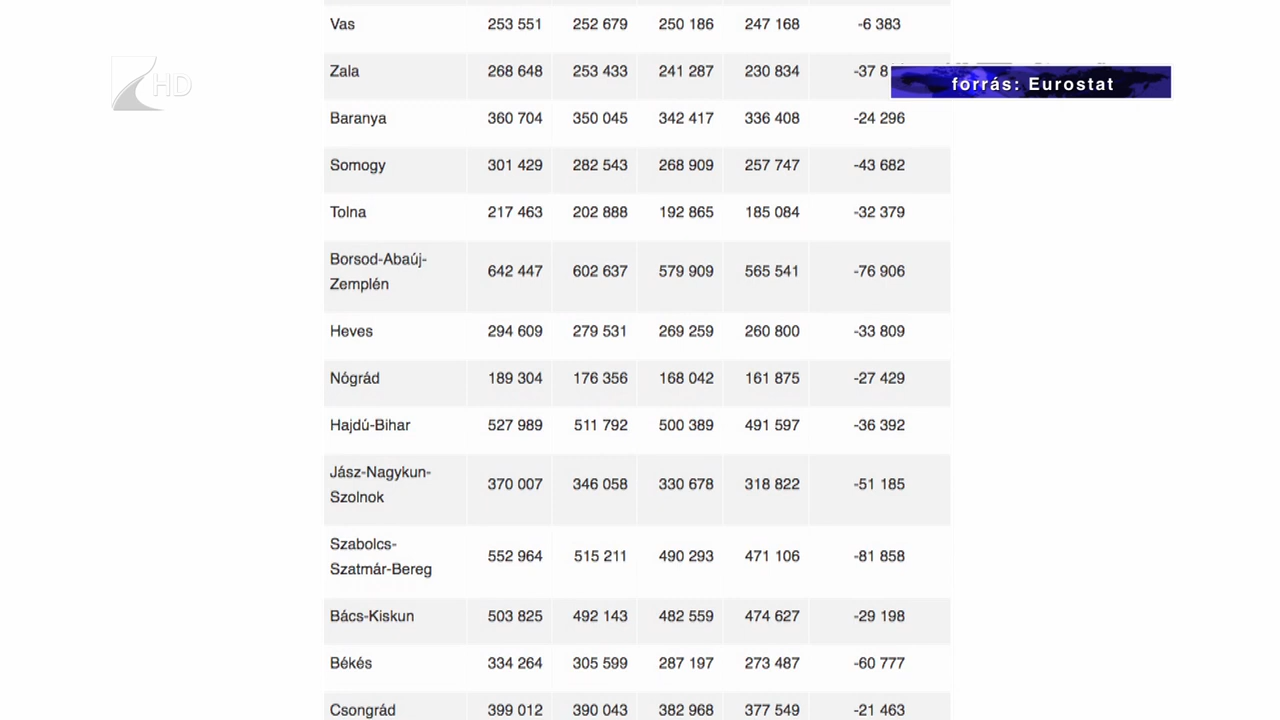 Vas 253 551 252 679 250 186 247 168 -6 383
HD
Zala 268 648 253 433 241 287 230 834 -37 8
forrás: Eurostat
Baranya 360 704 350 045 342 417 336 408 -24 296
Somogy 301 429 282 543 268 909 257 747 -43 682
Tolna 217 463 202 888 192 865 185 084 -32 379
Borsod-Abaúj-
Zemplén 642 447 602 637 579 909 565 541 -76 906
Heves 294 609 279 531 269 259 260 800 -33 809
Nógrád 189 304 176 356 168 042 161 875 -27 429
Hajdú-Bihar 527 989 511 792 500 389 491 597 -36 392
Jász-Nagykun-
Szolnok 370 007 346 058 330 678 318 822 -51 185
Szabolcs-
Szatmár-Bereg 552 964 515 211 490 293 471 106 -81 858
Bács-Kiskun 503 825 492 143 482 559 474 627 -29 198
Békés 334 264 305 599 287 197 273 487 -60 777
Csongrád 399 012 390 043 382 968 377 549 -21 463